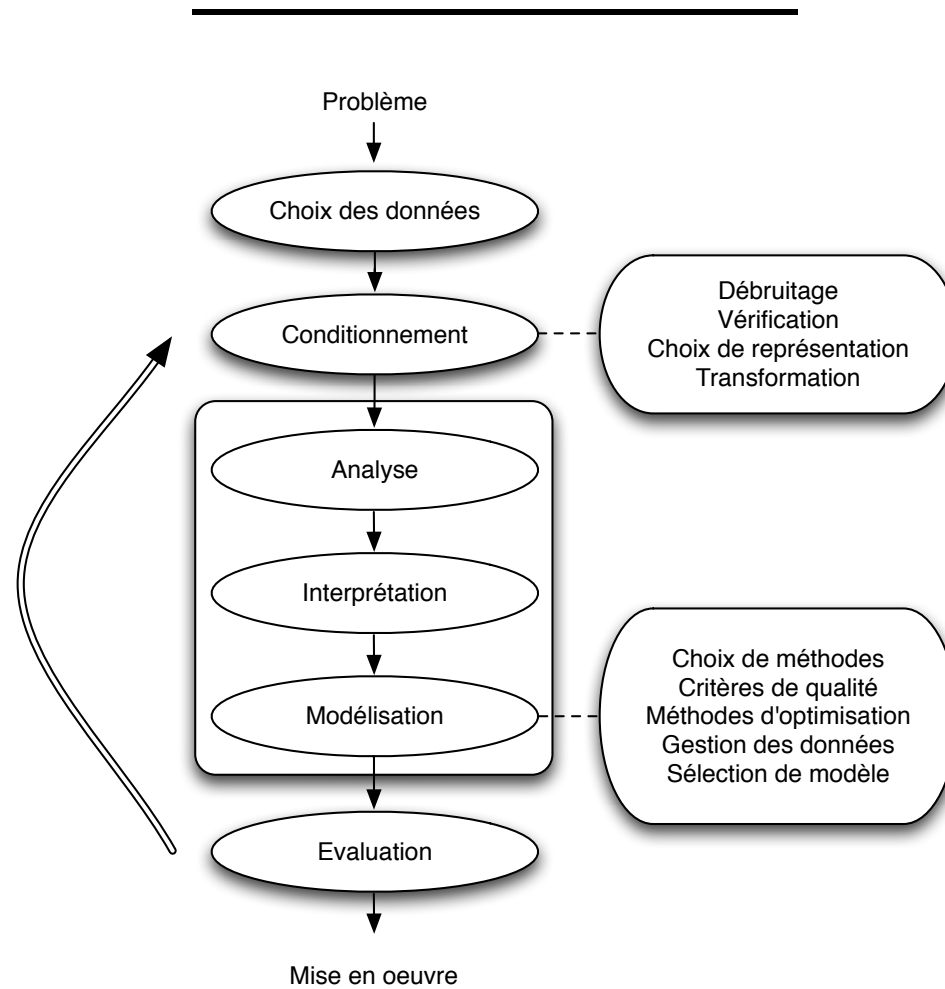 Problème
Choix des données
Conditionnement
Débruitage
Vérification
Choix de représentation
Transformation
Analyse
Interprétation
Modélisation
Choix de méthodes
Critères de qualité
Méthodes d'optimisation
Gestion des données
Sélection de modèle
Evaluation
Mise en oeuvre